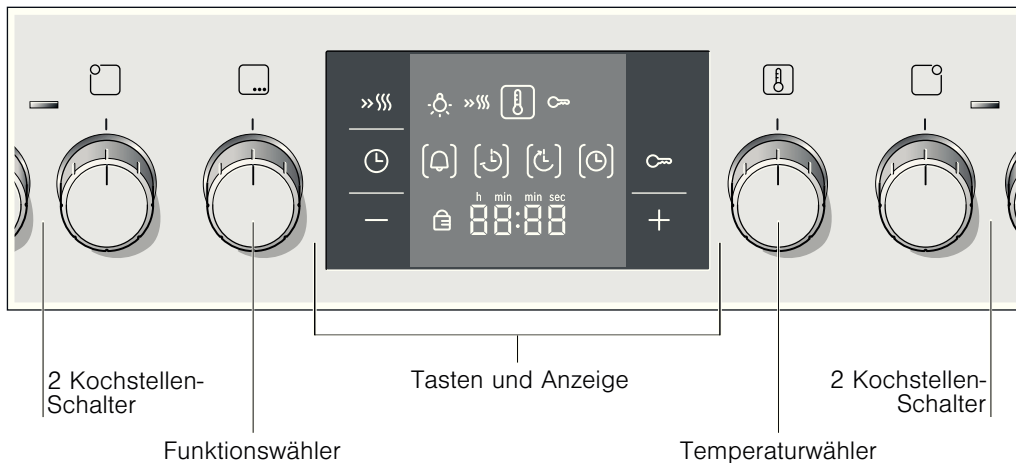 h min min sec
88:88
2 Kochstellen-
Schalter
Tasten und Anzeige
2 Kochstellen-
Schalter
Funktionswähler
Temperaturwähler